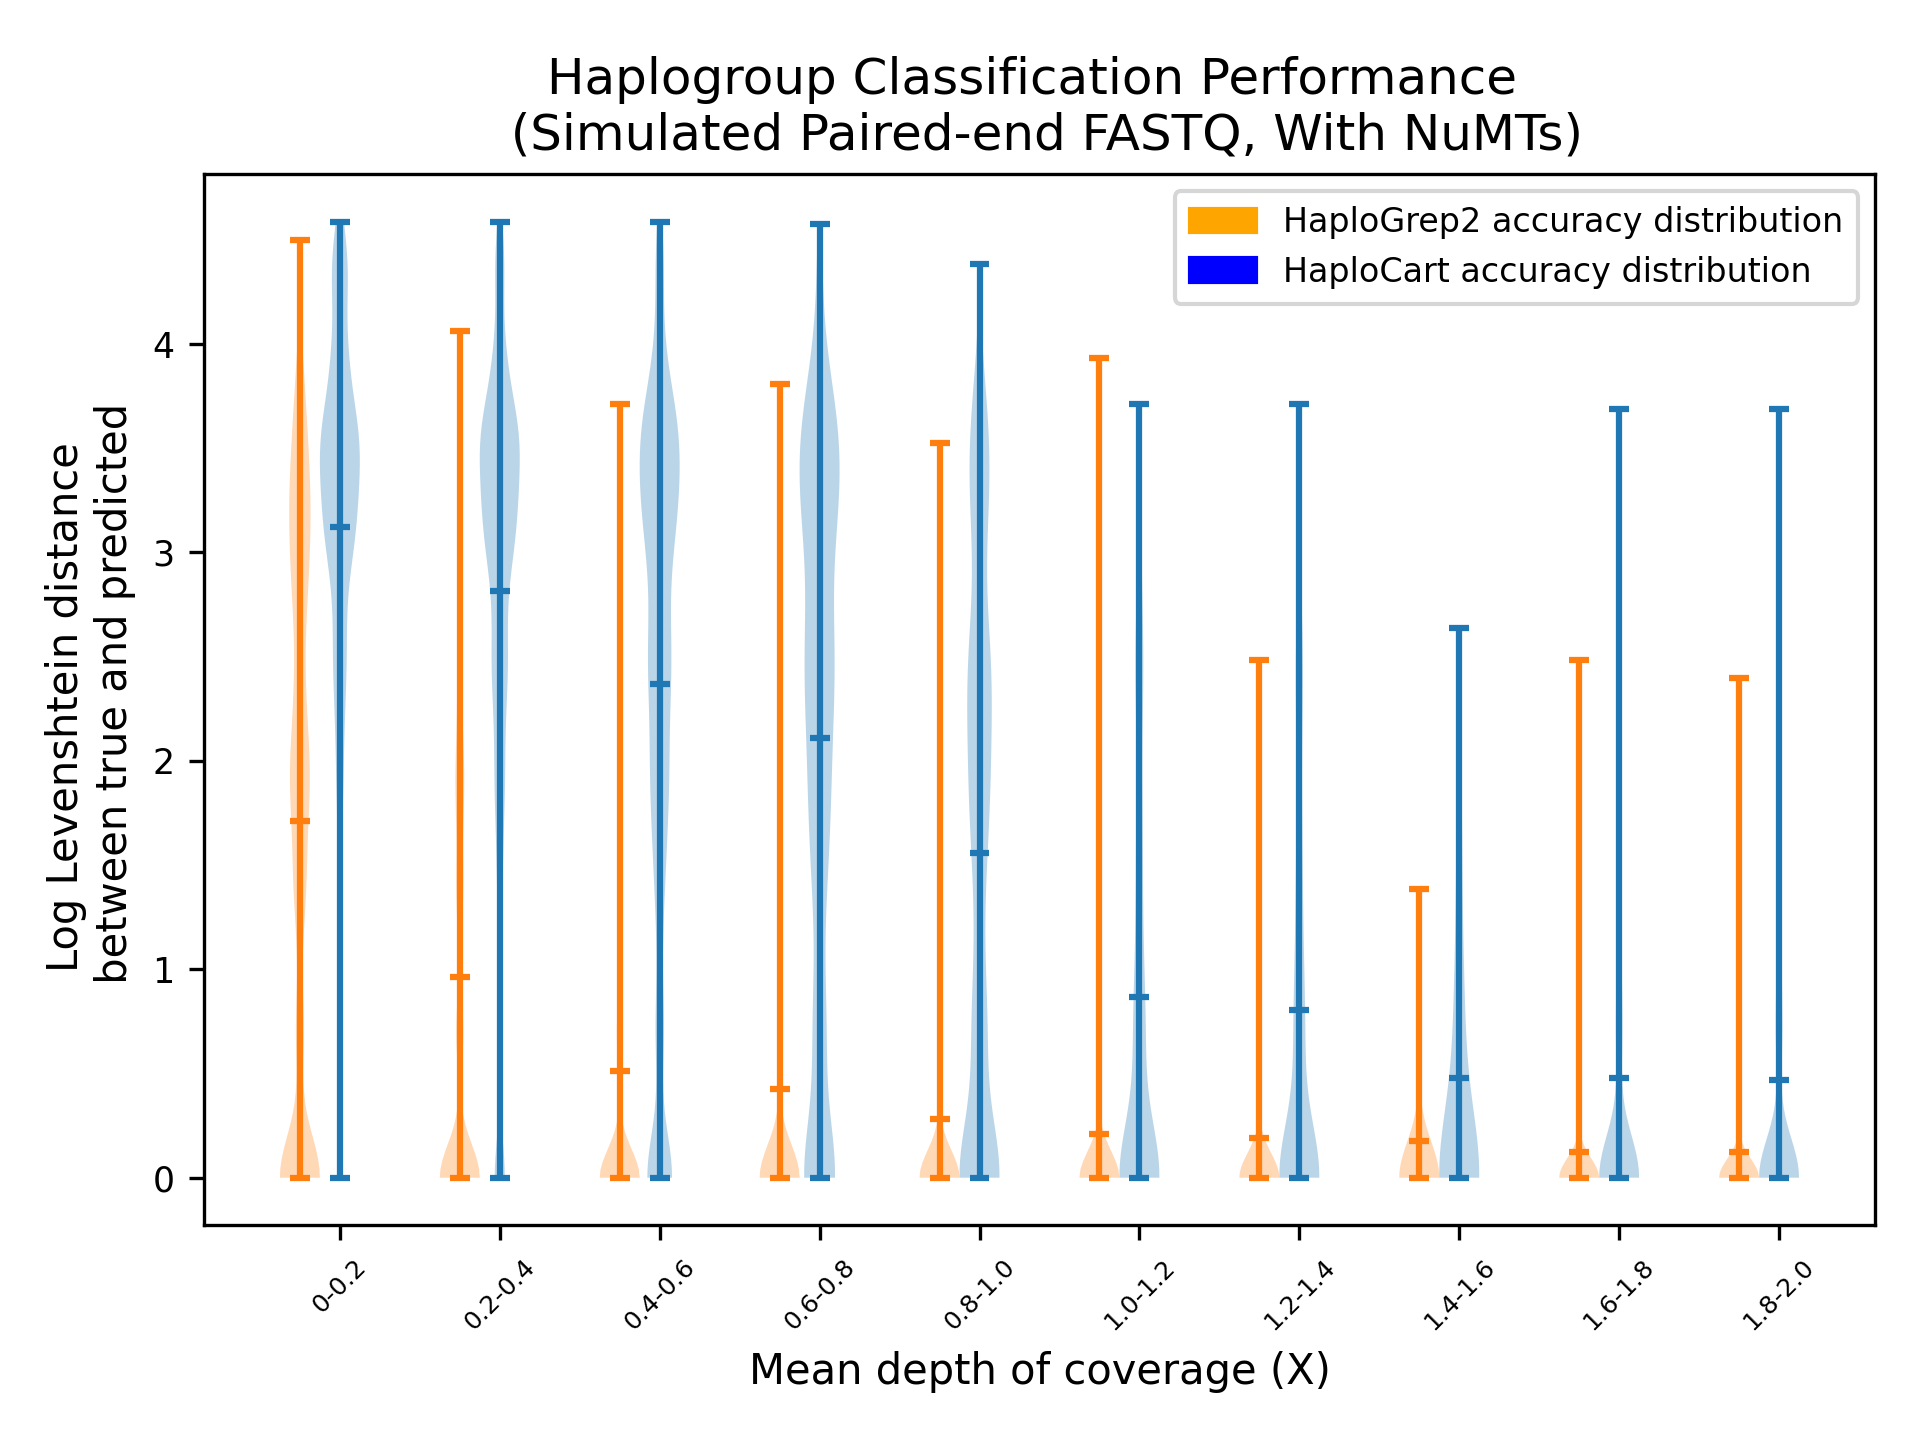 Haplogroup Classification Performance
(Simulated Paired-end FASTQ, With NuMTs)
HaploGrep2 accuracy distribution
HaploCart accuracy distribution
Log Levenshtein distance
between true and predicted
4
3
2
1
0
0-0.2
0.2-0.4
0.4-0.6
0.6-0.8
0.8-1.0
1.0-1.2
1.2-1.4
1.4-1.6
1.6-1.8
1.8-2.0
Mean depth of coverage (X)